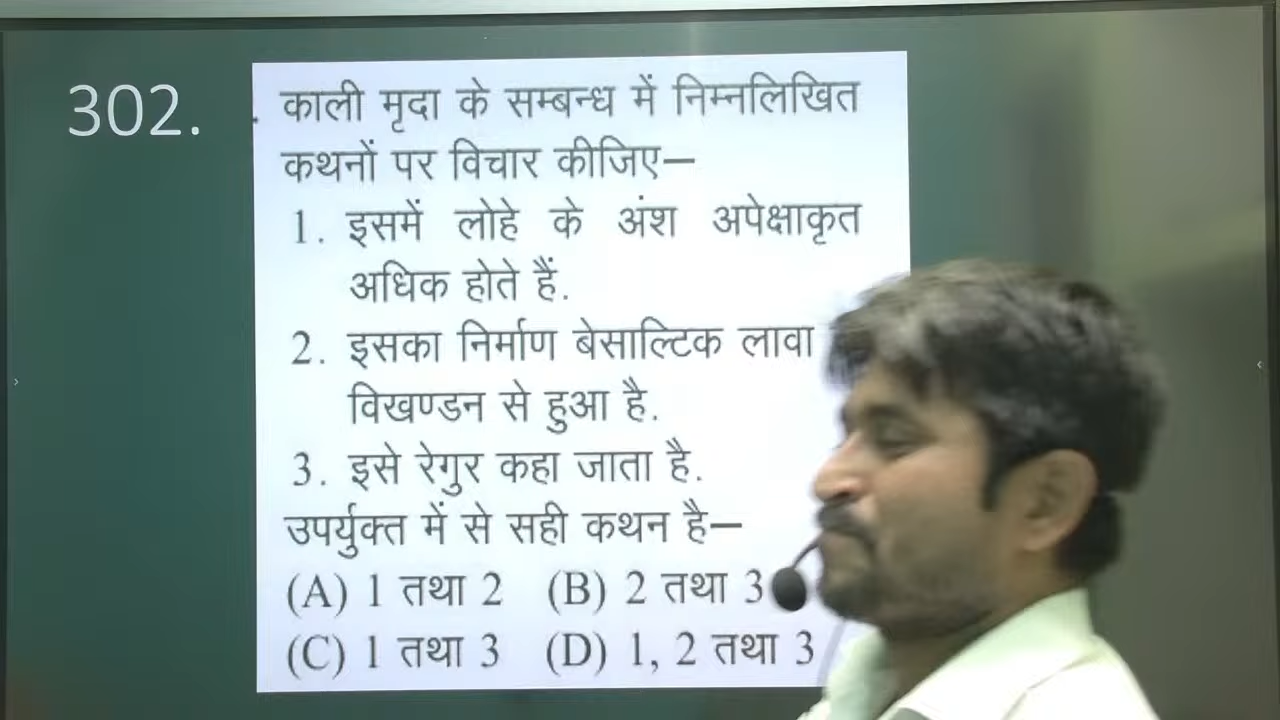 302.
काली मृदा के सम्बन्ध में निम्नलिखित
कथनों पर विचार कीजिए–
1. इसमें लोहे के अंश अपेक्षाकृत
अधिक होते हैं.
2. इसका निर्माण बेसाल्टिक लावा
विखण्डन से हुआ है.
3. इसे रेगुर कहा जाता है.
उपर्युक्त में से सही कथन है–
(A) 1 तथा 2 (B) 2 तथा 3
(C) 1 तथा 3 (D) 1, 2 तथा 3